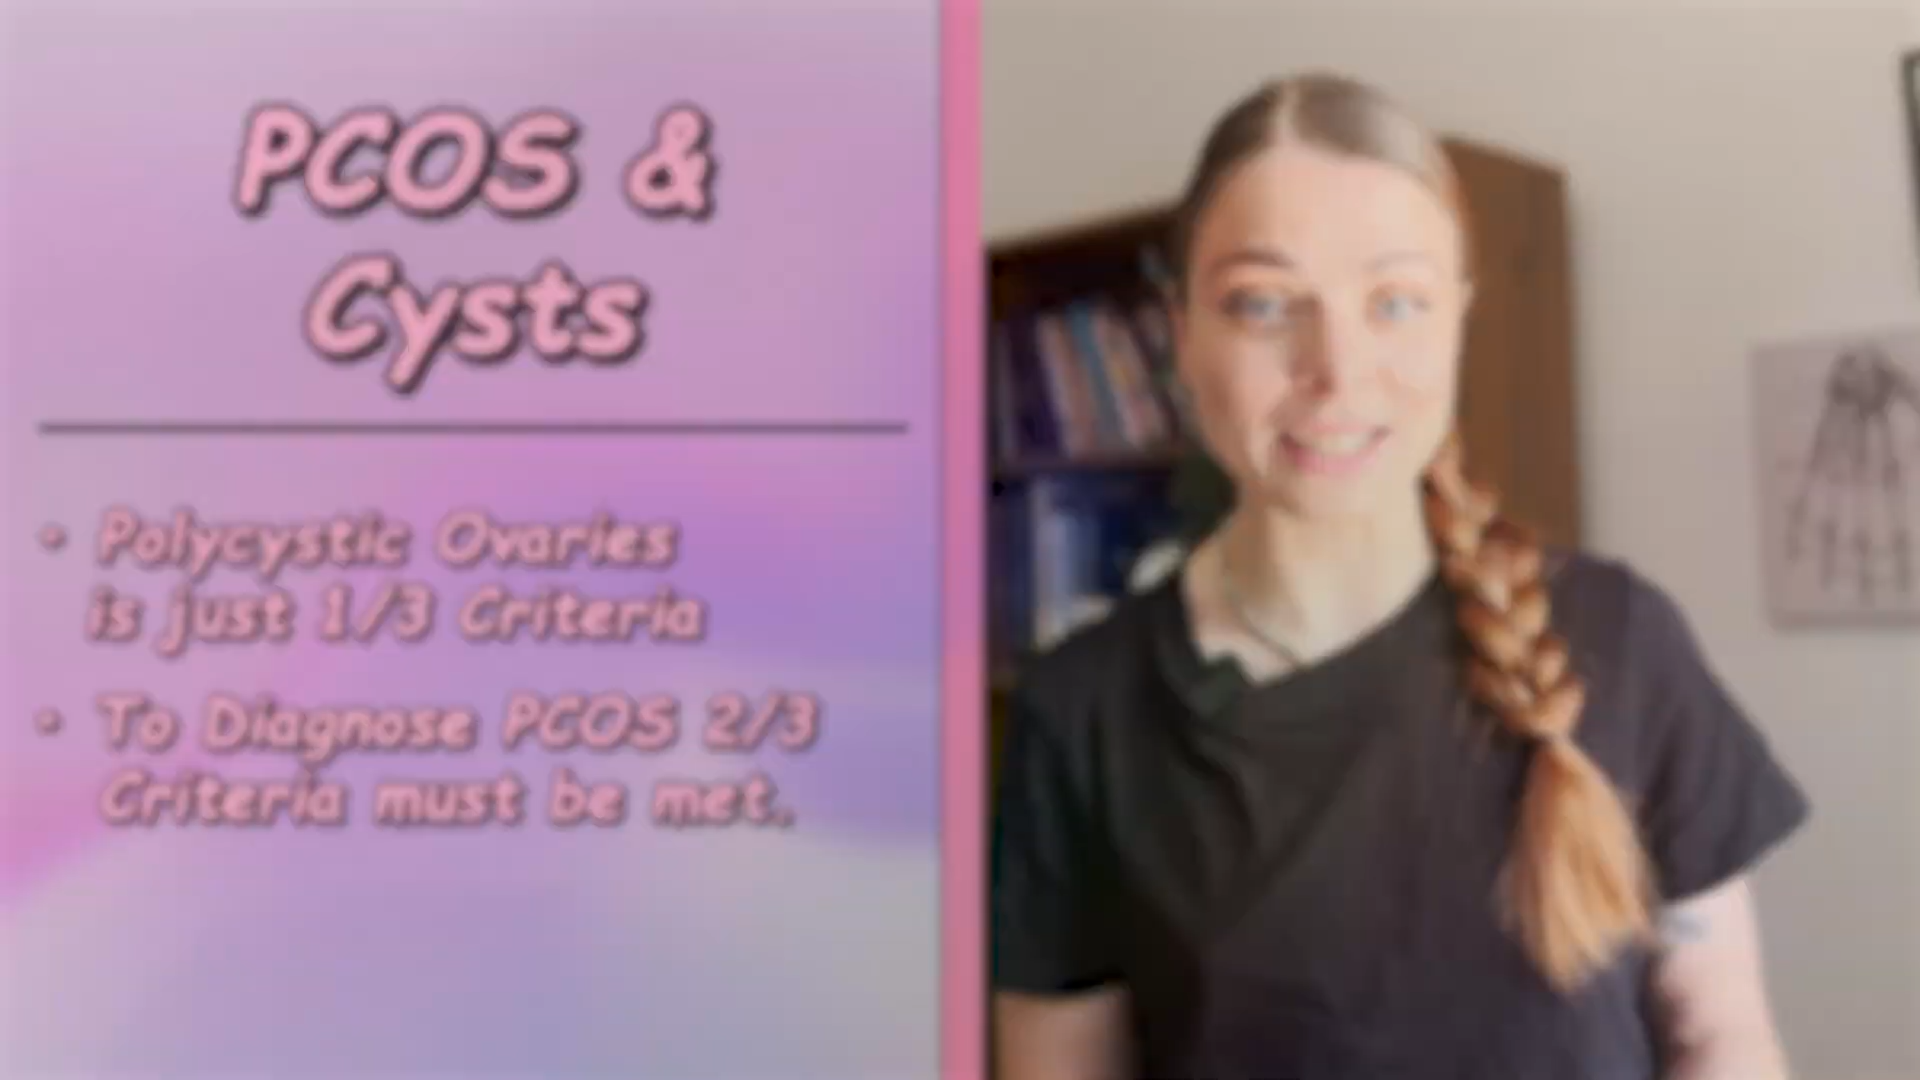 PCOS &
Cysts
• Polycystic Ovaries
is just 1/3 Criteria
• To Diagnose PCOS 2/3
Criteria must be met.